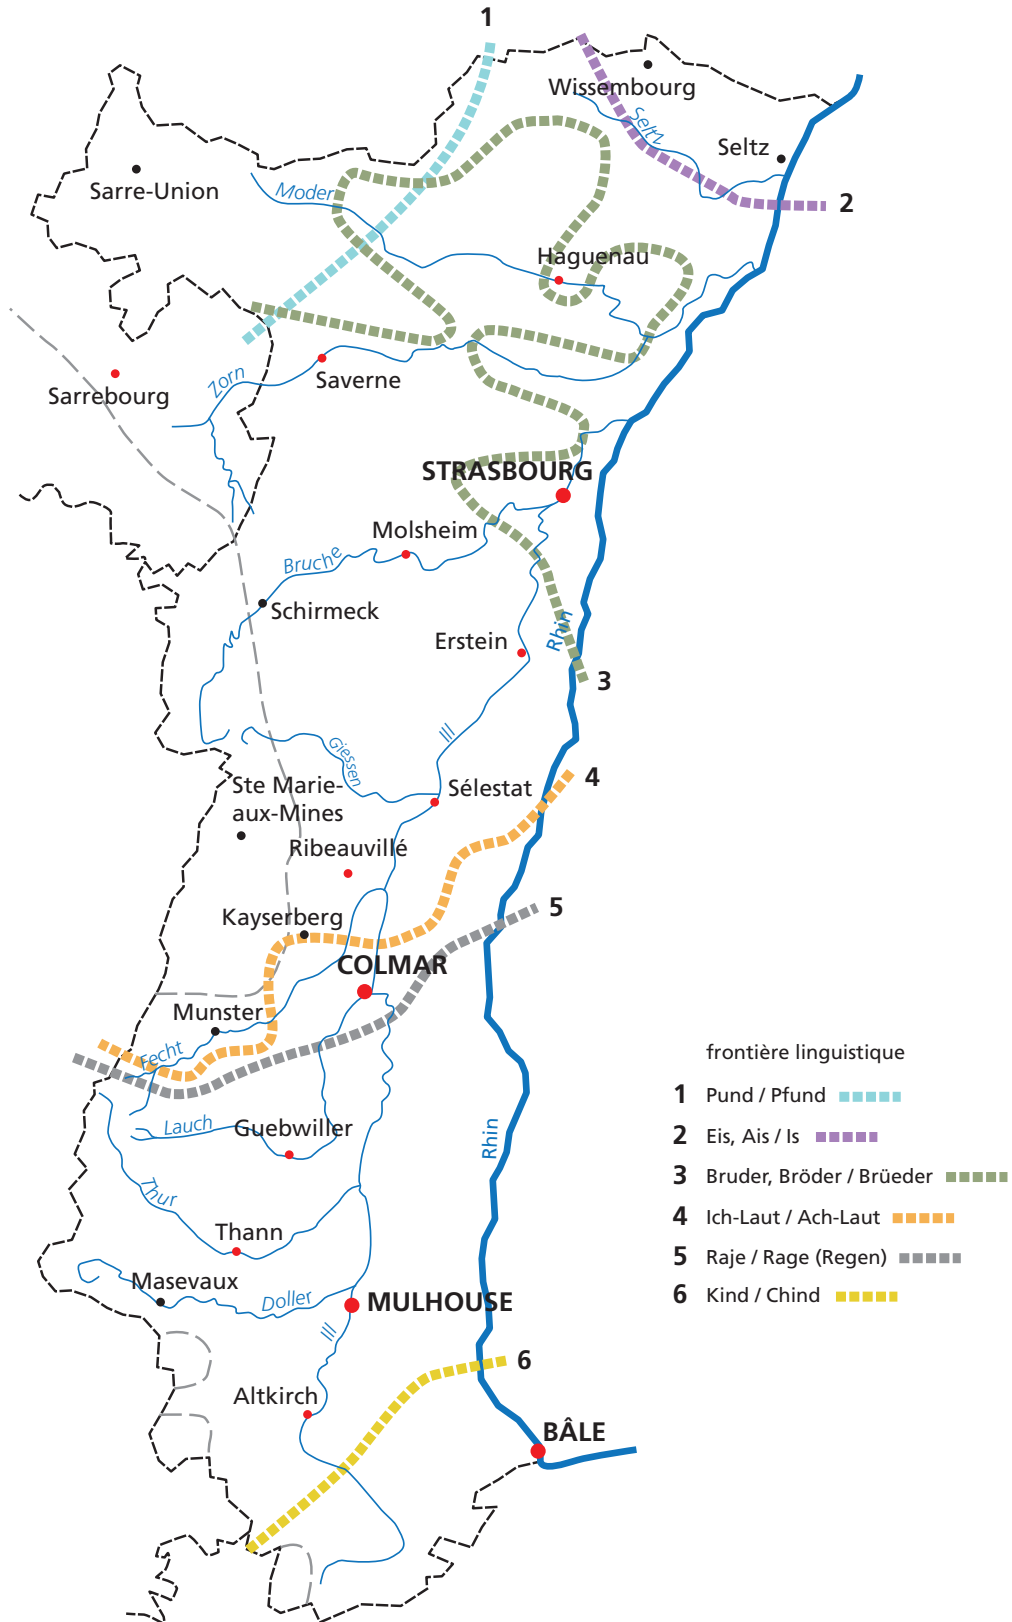 1
Wissembourg
Seltz
Seltz
Sarre-Union
Moder
2
Haguenau
Sarrebourg
Zorn
Saverne
STRASBOURG
Molsheim
Bruche
Schirmeck
Rhin
Erstein
3
Ill
Giessen
Ste Marie-
aux-Mines
Sélestat
4
Ribeauvillé
Kayserberg
5
COLMAR
Munster
Fecht
frontière linguistique
1 Pund / Pfund
2 Eis, Ais / Is
3 Bruder, Bröder / Brüeder
4 Ich-Laut / Ach-Laut
5 Raje / Rage (Regen)
6 Kind / Chind
Lauch
Guebwiller
Rhin
Thur
Thann
Masevaux
Doller
MULHOUSE
Ill
6
Altkirch
BÂLE